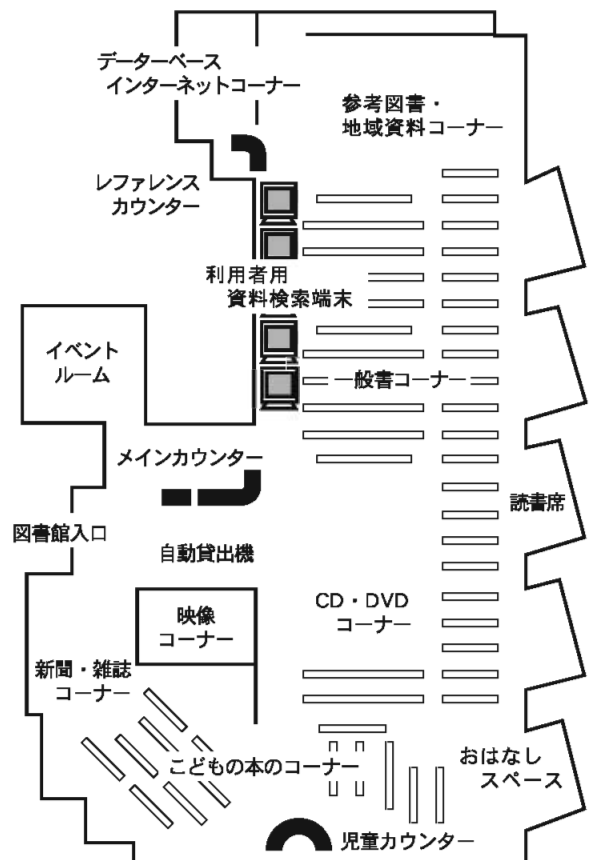 データーベース
インターネットコーナー
参考図書・
地域資料コーナー
レファレンス
カウンター
利用者用
資料検索端末
イベント
ルーム
一般書コーナー
メインカウンター
読書席
図書館入口
自動貸出機
映像
コーナー
CD・DVD
コーナー
新聞・雑誌
コーナー
こどもの本のコーナー
おはなし
スペース
児童カウンター